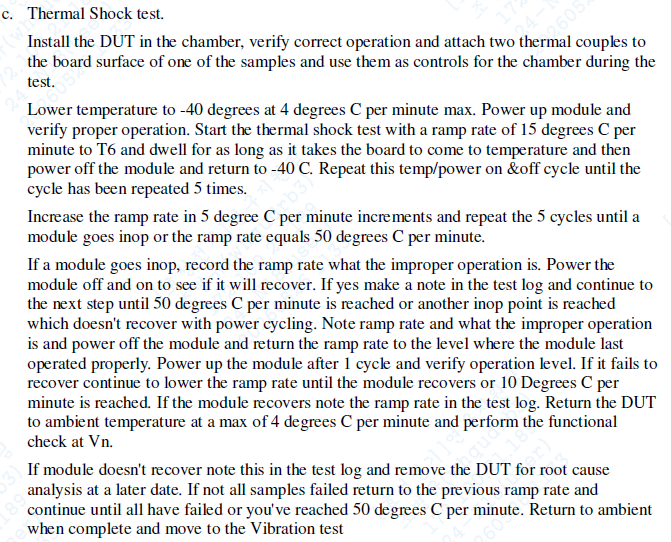 c. Thermal Shock test.
Install the DUT in the chamber, verify correct operation and attach two thermal couples to
the board surface of one of the samples and use them as controls for the chamber during the
test.
Lower temperature to -40 degrees at 4 degrees C per minute max. Power up module and
verify proper operation. Start the thermal shock test with a ramp rate of 15 degrees C per
minute to T6 and dwell for as long as it takes the board to come to temperature and then
power off the module and return to -40 C. Repeat this temp/power on &off cycle until the
cycle has been repeated 5 times.
Increase the ramp rate in 5 degree C per minute increments and repeat the 5 cycles until a
module goes inop or the ramp rate equals 50 degrees C per minute.
If a module goes inop, record the ramp rate what the improper operation is. Power the
module off and on to see if it will recover. If yes make a note in the test log and continue to
the next step until 50 degrees C per minute is reached or another inop point is reached
which doesn't recover with power cycling. Note ramp rate and what the improper operation
is and power off the module and return the ramp rate to the level where the module last
operated properly. Power up the module after 1 cycle and verify operation level. If it fails to
recover continue to lower the ramp rate until the module recovers or 10 Degrees C per
minute is reached. If the module recovers note the ramp rate in the test log. Return the DUT
to ambient temperature at a max of 4 degrees C per minute and perform the functional
check at Vn.
If module doesn't recover note this in the test log and remove the DUT for root cause
analysis at a later date. If not all samples failed return to the previous ramp rate and
continue until all have failed or you've reached 50 degrees C per minute. Return to ambient
when complete and move to the Vibration test